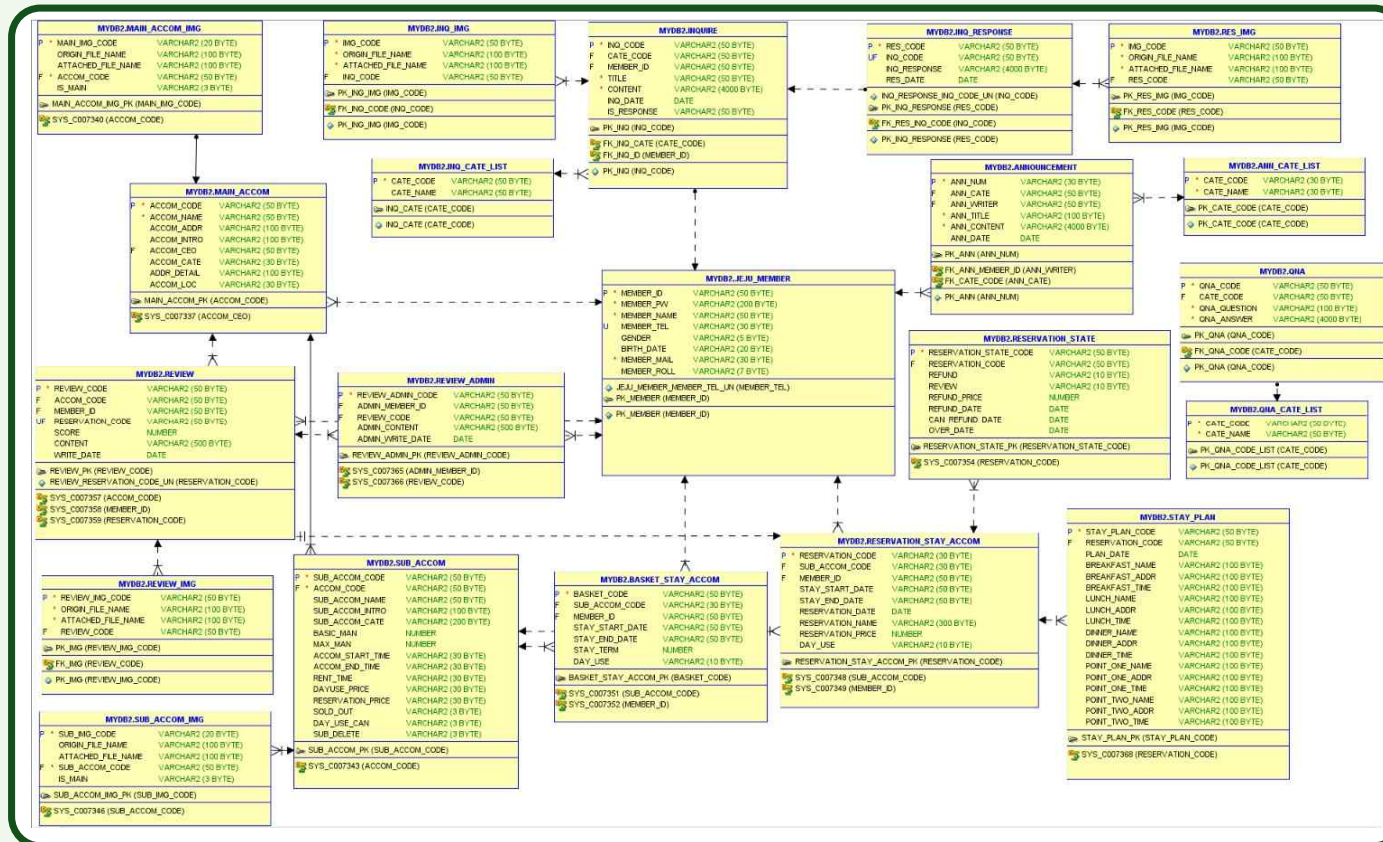 MYDB2.MAIN_ACCOM_IMG
P * MAIN_IMG_CODE VARCHAR2 (20 BYTE)
ORIGIN_FILE_NAME VARCHAR2 (100 BYTE)
ATTACHED_FILE_NAME VARCHAR2 (100 BYTE)
F * ACCOM_CODE VARCHAR2 (50 BYTE)
IS_MAIN VARCHAR2 (3 BYTE)
MAIN_ACCOM_IMG_PK (MAIN_IMG_CODE)
SYS_C007340 (ACCOM_CODE)
MYDB2.INQ_IMG
P * IMG_CODE VARCHAR2 (50 BYTE)
* ORIGIN_FILE_NAME VARCHAR2 (100 BYTE)
* ATTACHED_FILE_NAME VARCHAR2 (100 BYTE)
F INQ_CODE VARCHAR2 (50 BYTE)
PK_ING_IMG (IMG_CODE)
FK_INQ_CODE (INQ_CODE)
PK_ING_IMG (IMG_CODE)
MYDB2.INQUIRE
P * INQ_CODE VARCHAR2 (50 BYTE)
F CATE_CODE VARCHAR2 (50 BYTE)
F MEMBER_ID VARCHAR2 (50 BYTE)
* TITLE VARCHAR2 (50 BYTE)
* CONTENT VARCHAR2 (4000 BYTE)
INQ_DATE DATE
IS_RESPONSE VARCHAR2 (50 BYTE)
PK_INQ (INQ_CODE)
FK_INQ_CATE (CATE_CODE)
FK_INQ_ID (MEMBER_ID)
PK_INQ (INQ_CODE)
MYDB2.INQ_RESPONSE
P * RES_CODE VARCHAR2 (50 BYTE)
UF INQ_CODE VARCHAR2 (50 BYTE)
INQ_RESPONSE VARCHAR2 (4000 BYTE)
RES_DATE DATE
INQ_RESPONSE_INQ_CODE_UN (INQ_CODE)
PK_INQ_RESPONSE (RES_CODE)
FK_RES_INQ_CODE (INQ_CODE)
PK_INQ_RESPONSE (RES_CODE)
MYDB2.RES_IMG
P * IMG_CODE VARCHAR2 (50 BYTE)
* ORIGIN_FILE_NAME VARCHAR2 (100 BYTE)
* ATTACHED_FILE_NAME VARCHAR2 (100 BYTE)
F RES_CODE VARCHAR2 (50 BYTE)
PK_RES_IMG (IMG_CODE)
FK_RES_CODE (RES_CODE)
PK_RES_IMG (IMG_CODE)
MYDB2.INQ_CATE_LIST
P * CATE_CODE VARCHAR2 (50 BYTE)
CATE_NAME VARCHAR2 (50 BYTE)
INQ_CATE (CATE_CODE)
INQ_CATE (CATE_CODE)
MYDB2.ANNOUNCEMENT
P * ANN_NUM VARCHAR2 (30 BYTE)
F ANN_CATE VARCHAR2 (50 BYTE)
F ANN_WRITER VARCHAR2 (50 BYTE)
* ANN_TITLE VARCHAR2 (100 BYTE)
* ANN_CONTENT VARCHAR2 (4000 BYTE)
ANN_DATE DATE
PK_ANN (ANN_NUM)
FK_ANN_MEMBER_ID (ANN_WRITER)
FK_CATE_CODE (ANN_CATE)
PK_ANN (ANN_NUM)
MYDB2.ANN_CATE_LIST
P * CATE_CODE VARCHAR2 (30 BYTE)
* CATE_NAME VARCHAR2 (30 BYTE)
PK_CATE_CODE (CATE_CODE)
PK_CATE_CODE (CATE_CODE)
MYDB2.MAIN_ACCOM
P * ACCOM_CODE VARCHAR2 (50 BYTE)
* ACCOM_NAME VARCHAR2 (50 BYTE)
ACCOM_ADDR VARCHAR2 (100 BYTE)
ACCOM_INTRO VARCHAR2 (100 BYTE)
F ACCOM_CEO VARCHAR2 (50 BYTE)
ACCOM_CATE VARCHAR2 (30 BYTE)
ADDR_DETAIL VARCHAR2 (100 BYTE)
ACCOM_LOC VARCHAR2 (30 BYTE)
MAIN_ACCOM_PK (ACCOM_CODE)
SYS_C007337 (ACCOM_CEO)
MYDB2.JEJU_MEMBER
P * MEMBER_ID VARCHAR2 (50 BYTE)
* MEMBER_PW VARCHAR2 (200 BYTE)
* MEMBER_NAME VARCHAR2 (50 BYTE)
U MEMBER_TEL VARCHAR2 (30 BYTE)
GENDER VARCHAR2 (5 BYTE)
BIRTH_DATE VARCHAR2 (20 BYTE)
* MEMBER_MAIL VARCHAR2 (30 BYTE)
MEMBER_ROLL VARCHAR2 (7 BYTE)
JEJU_MEMBER_MEMBER_TEL_UN (MEMBER_TEL)
PK_MEMBER (MEMBER_ID)
PK_MEMBER (MEMBER_ID)
MYDB2.QNA
P * QNA_CODE VARCHAR2 (50 BYTE)
F CATE_CODE VARCHAR2 (50 BYTE)
* QNA_QUESTION VARCHAR2 (100 BYTE)
* QNA_ANSWER VARCHAR2 (4000 BYTE)
PK_QNA (QNA_CODE)
FK_QNA_CODE (CATE_CODE)
PK_QNA (QNA_CODE)
MYDB2.RESERVATION_STATE
P * RESERVATION_STATE_CODE VARCHAR2 (50 BYTE)
F RESERVATION_CODE VARCHAR2 (50 BYTE)
REFUND VARCHAR2 (10 BYTE)
REVIEW VARCHAR2 (10 BYTE)
REFUND_PRICE NUMBER
REFUND_DATE DATE
CAN_REFUND_DATE DATE
OVER_DATE DATE
RESERVATION_STATE_PK (RESERVATION_STATE_CODE)
SYS_C007354 (RESERVATION_CODE)
MYDB2.QNA_CATE_LIST
P * CATE_CODE VARCHAR2 (50 BYTE)
* CATE_NAME VARCHAR2 (50 BYTE)
PK_QNA_CODE_LIST (CATE_CODE)
PK_QNA_CODE_LIST (CATE_CODE)
MYDB2.REVIEW
P * REVIEW_CODE VARCHAR2 (50 BYTE)
F ACCOM_CODE VARCHAR2 (50 BYTE)
F MEMBER_ID VARCHAR2 (50 BYTE)
UF RESERVATION_CODE VARCHAR2 (50 BYTE)
SCORE NUMBER
CONTENT VARCHAR2 (500 BYTE)
WRITE_DATE DATE
REVIEW_PK (REVIEW_CODE)
REVIEW_RESERVATION_CODE_UN (RESERVATION_CODE)
SYS_C007357 (ACCOM_CODE)
SYS_C007358 (MEMBER_ID)
SYS_C007359 (RESERVATION_CODE)
MYDB2.REVIEW_ADMIN
P * REVIEW_ADMIN_CODE VARCHAR2 (50 BYTE)
F ADMIN_MEMBER_ID VARCHAR2 (50 BYTE)
F REVIEW_CODE VARCHAR2 (50 BYTE)
ADMIN_CONTENT VARCHAR2 (500 BYTE)
ADMIN_WRITE_DATE DATE
REVIEW_ADMIN_PK (REVIEW_ADMIN_CODE)
SYS_C007365 (ADMIN_MEMBER_ID)
SYS_C007366 (REVIEW_CODE)
MYDB2.REVIEW_IMG
P * REVIEW_IMG_CODE VARCHAR2 (50 BYTE)
* ORIGIN_FILE_NAME VARCHAR2 (100 BYTE)
* ATTACHED_FILE_NAME VARCHAR2 (100 BYTE)
F REVIEW_CODE VARCHAR2 (50 BYTE)
PK_IMG (REVIEW_IMG_CODE)
FK_IMG (REVIEW_CODE)
PK_IMG (REVIEW_IMG_CODE)
MYDB2.SUB_ACCOM
P * SUB_ACCOM_CODE VARCHAR2 (50 BYTE)
F * ACCOM_CODE VARCHAR2 (50 BYTE)
SUB_ACCOM_NAME VARCHAR2 (50 BYTE)
SUB_ACCOM_INTRO VARCHAR2 (100 BYTE)
SUB_ACCOM_CATE VARCHAR2 (200 BYTE)
BASIC_MAN NUMBER
MAX_MAN NUMBER
ACCOM_START_TIME VARCHAR2 (30 BYTE)
ACCOM_END_TIME VARCHAR2 (30 BYTE)
RENT_TIME VARCHAR2 (30 BYTE)
DAYUSE_PRICE VARCHAR2 (30 BYTE)
RESERVATION_PRICE VARCHAR2 (30 BYTE)
SOLD_OUT VARCHAR2 (3 BYTE)
DAY_USE_CAN VARCHAR2 (3 BYTE)
SUB_DELETE VARCHAR2 (3 BYTE)
SUB_ACCOM_PK (SUB_ACCOM_CODE)
SYS_C007343 (ACCOM_CODE)
MYDB2.BASKET_STAY_ACCOM
P * BASKET_CODE VARCHAR2 (50 BYTE)
F SUB_ACCOM_CODE VARCHAR2 (30 BYTE)
F MEMBER_ID VARCHAR2 (50 BYTE)
STAY_START_DATE VARCHAR2 (50 BYTE)
STAY_END_DATE VARCHAR2 (50 BYTE)
STAY_TERM NUMBER
DAY_USE VARCHAR2 (10 BYTE)
BASKET_STAY_ACCOM_PK (BASKET_CODE)
SYS_C007351 (SUB_ACCOM_CODE)
SYS_C007352 (MEMBER_ID)
MYDB2.RESERVATION_STAY_ACCOM
P * RESERVATION_CODE VARCHAR2 (30 BYTE)
F SUB_ACCOM_CODE VARCHAR2 (30 BYTE)
F MEMBER_ID VARCHAR2 (50 BYTE)
STAY_START_DATE VARCHAR2 (50 BYTE)
STAY_END_DATE VARCHAR2 (50 BYTE)
RESERVATION_DATE DATE
RESERVATION_NAME VARCHAR2 (300 BYTE)
RESERVATION_PRICE NUMBER
DAY_USE VARCHAR2 (10 BYTE)
RESERVATION_STAY_ACCOM_PK (RESERVATION_CODE)
SYS_C007348 (SUB_ACCOM_CODE)
SYS_C007349 (MEMBER_ID)
MYDB2.STAY_PLAN
P * STAY_PLAN_CODE VARCHAR2 (50 BYTE)
F RESERVATION_CODE VARCHAR2 (50 BYTE)
PLAN_DATE DATE
BREAKFAST_NAME VARCHAR2 (100 BYTE)
BREAKFAST_ADDR VARCHAR2 (100 BYTE)
BREAKFAST_TIME VARCHAR2 (100 BYTE)
LUNCH_NAME VARCHAR2 (100 BYTE)
LUNCH_ADDR VARCHAR2 (100 BYTE)
LUNCH_TIME VARCHAR2 (100 BYTE)
DINNER_NAME VARCHAR2 (100 BYTE)
DINNER_ADDR VARCHAR2 (100 BYTE)
DINNER_TIME VARCHAR2 (100 BYTE)
POINT_ONE_NAME VARCHAR2 (100 BYTE)
POINT_ONE_ADDR VARCHAR2 (100 BYTE)
POINT_ONE_TIME VARCHAR2 (100 BYTE)
POINT_TWO_NAME VARCHAR2 (100 BYTE)
POINT_TWO_ADDR VARCHAR2 (100 BYTE)
POINT_TWO_TIME VARCHAR2 (100 BYTE)
STAY_PLAN_PK (STAY_PLAN_CODE)
SYS_C007368 (RESERVATION_CODE)
MYDB2.SUB_ACCOM_IMG
P * SUB_IMG_CODE VARCHAR2 (20 BYTE)
ORIGIN_FILE_NAME VARCHAR2 (100 BYTE)
ATTACHED_FILE_NAME VARCHAR2 (100 BYTE)
F * SUB_ACCOM_CODE VARCHAR2 (50 BYTE)
IS_MAIN VARCHAR2 (3 BYTE)
SUB_ACCOM_IMG_PK (SUB_IMG_CODE)
SYS_C007346 (SUB_ACCOM_CODE)